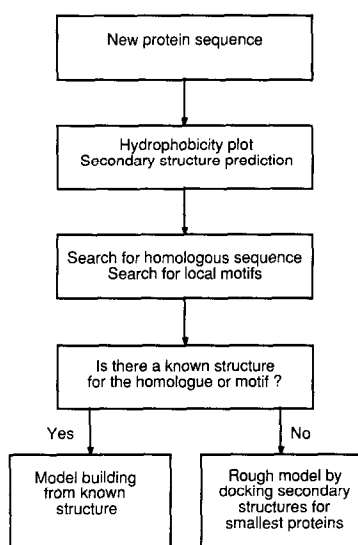 New protein sequence
Hydrophobicity plot
Secondary structure prediction
Search for homologous sequence
Search for local motifs
Is there a known structure
for the homologue or motif ?
Yes
No
Model building
from known
structure
Rough model by
docking secondary
structures for
smallest proteins